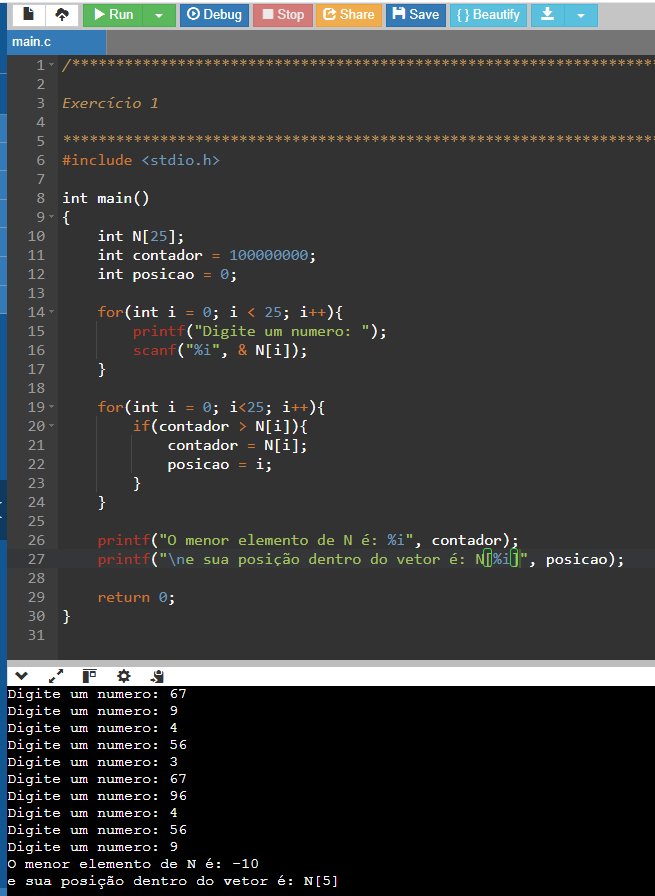 Run Debug Stop Share Save { } Beautify
main.c
1 /******************************************************************
2
3 Exercício 1
4
5 ******************************************************************
6 #include <stdio.h>
7
8 int main()
9 {
10     int N[25];
11     int contador = 100000000;
12     int posicao = 0;
13
14     for(int i = 0; i < 25; i++){
15         printf("Digite um numero: ");
16         scanf("%i", & N[i]);
17     }
18
19     for(int i = 0; i<25; i++){
20         if(contador > N[i]){
21             contador = N[i];
22             posicao = i;
23         }
24     }
25
26     printf("O menor elemento de N é: %i", contador);
27     printf("\ne sua posição dentro do vetor é: N[%i]", posicao);
28
29     return 0;
30 }
31
Digite um numero: 67
Digite um numero: 9
Digite um numero: 4
Digite um numero: 56
Digite um numero: 3
Digite um numero: 67
Digite um numero: 96
Digite um numero: 4
Digite um numero: 56
Digite um numero: 9
O menor elemento de N é: -10
e sua posição dentro do vetor é: N[5]